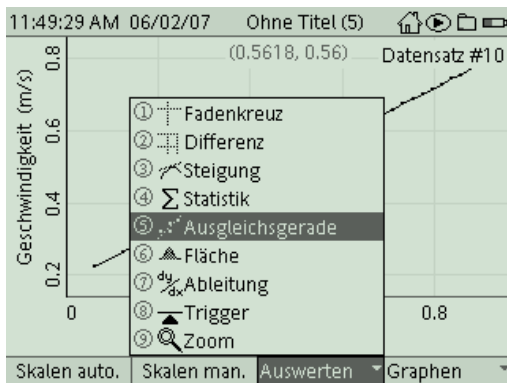 11:49:29 AM 06/02/07 Ohne Titel (5)
(0.5618, 0.56) Datensatz #10
Geschwindigkeit (m/s)
0.8
0.6
0.4
0.2
① Fadenkreuz
② Differenz
③ Steigung
④ Σ Statistik
⑤ Ausgleichsgerade
⑥ Fläche
⑦ dy/dx Ableitung
⑧ Trigger
⑨ Zoom
0 0.8
Skalen auto. Skalen man. Auswerten Graphen